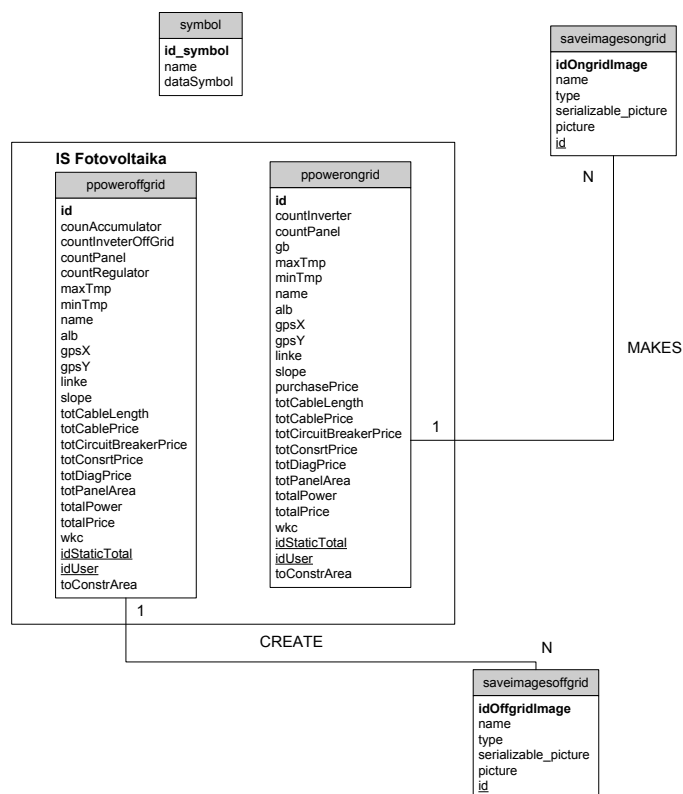 symbol
id_symbol
name
dataSymbol
saveimagesongrid
idOngridImage
name
type
serializable_picture
picture
id
N
MAKES
1
IS Fotovoltaika
ppoweroffgrid
id
counAccumulator
countInveterOffGrid
countPanel
countRegulator
maxTmp
minTmp
name
alb
gpsX
gpsY
linke
slope
totCableLength
totCablePrice
totCircuitBreakerPrice
totConsrtPrice
totDiagPrice
totPanelArea
totalPower
totalPrice
wkc
idStaticTotal
idUser
toConstrArea
ppowerongrid
id
countInverter
countPanel
gb
maxTmp
minTmp
name
alb
gpsX
gpsY
linke
slope
purchasePrice
totCableLength
totCablePrice
totCircuitBreakerPrice
totConsrtPrice
totDiagPrice
totPanelArea
totalPower
totalPrice
wkc
idStaticTotal
idUser
toConstrArea
1
CREATE
N
saveimagesoffgrid
idOffgridImage
name
type
serializable_picture
picture
id